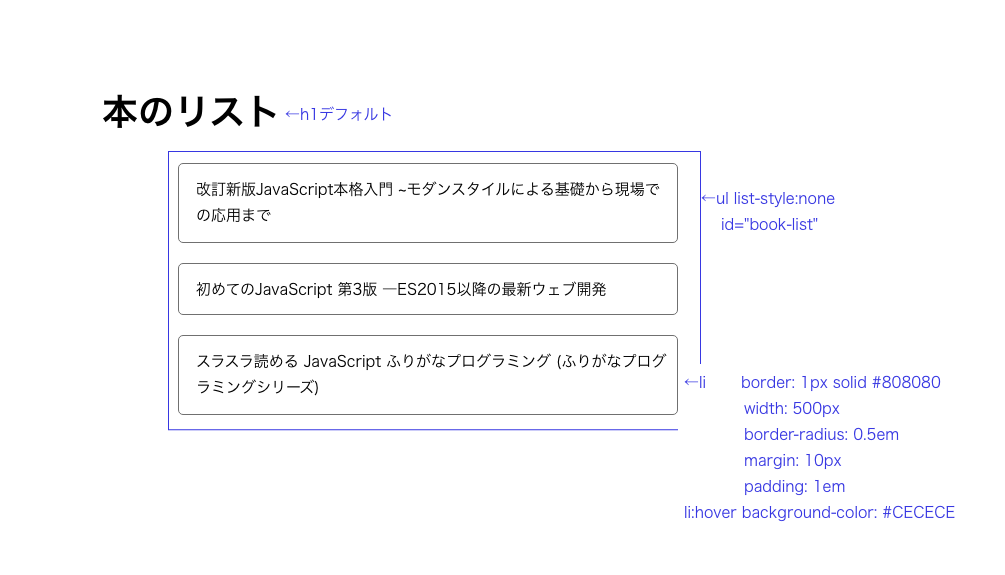 本のリスト ←h1デフォルト
改訂新版JavaScript本格入門 ~モダンスタイルによる基礎から現場で
の応用まで
←ul list-style:none
id="book-list"
初めてのJavaScript 第3版 ―ES2015以降の最新ウェブ開発
スラスラ読める JavaScript ふりがなプログラミング (ふりがなプログ
ラミングシリーズ)
←li border: 1px solid #808080
width: 500px
border-radius: 0.5em
margin: 10px
padding: 1em
li:hover background-color: #CECECE